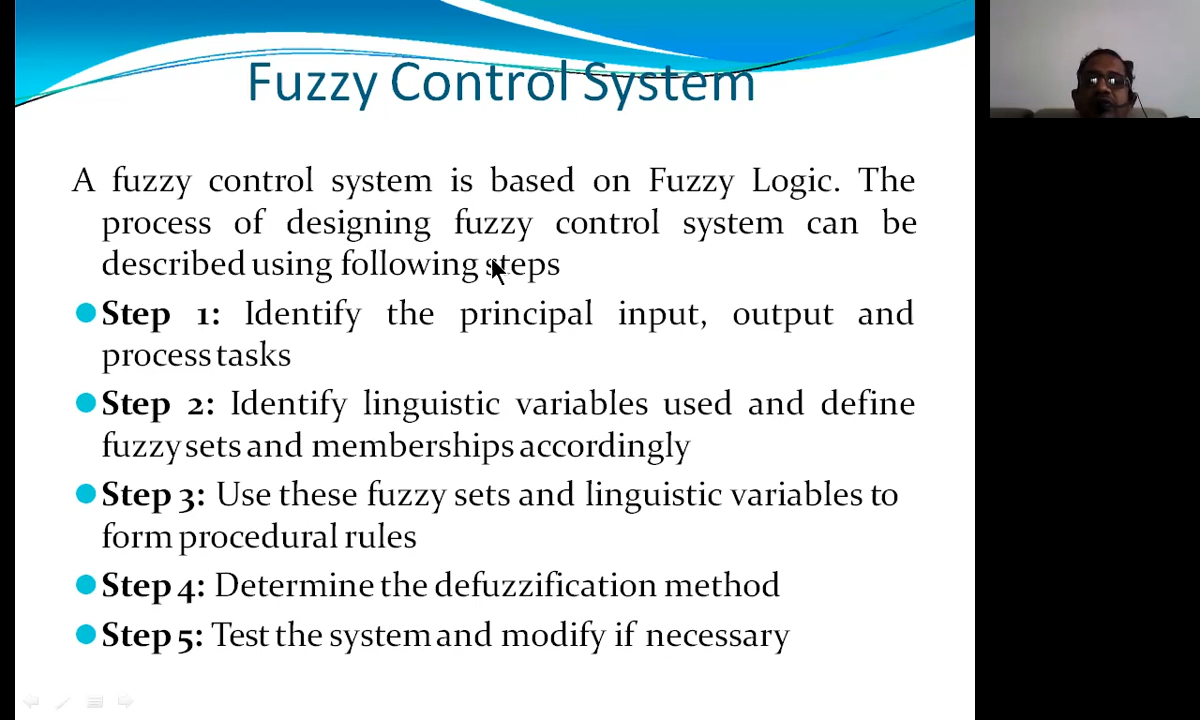 Fuzzy Control System
A fuzzy control system is based on Fuzzy Logic. The
process of designing fuzzy control system can be
described using following steps
Step 1: Identify the principal input, output and
process tasks
Step 2: Identify linguistic variables used and define
fuzzy sets and memberships accordingly
Step 3: Use these fuzzy sets and linguistic variables to
form procedural rules
Step 4: Determine the defuzzification method
Step 5: Test the system and modify if necessary